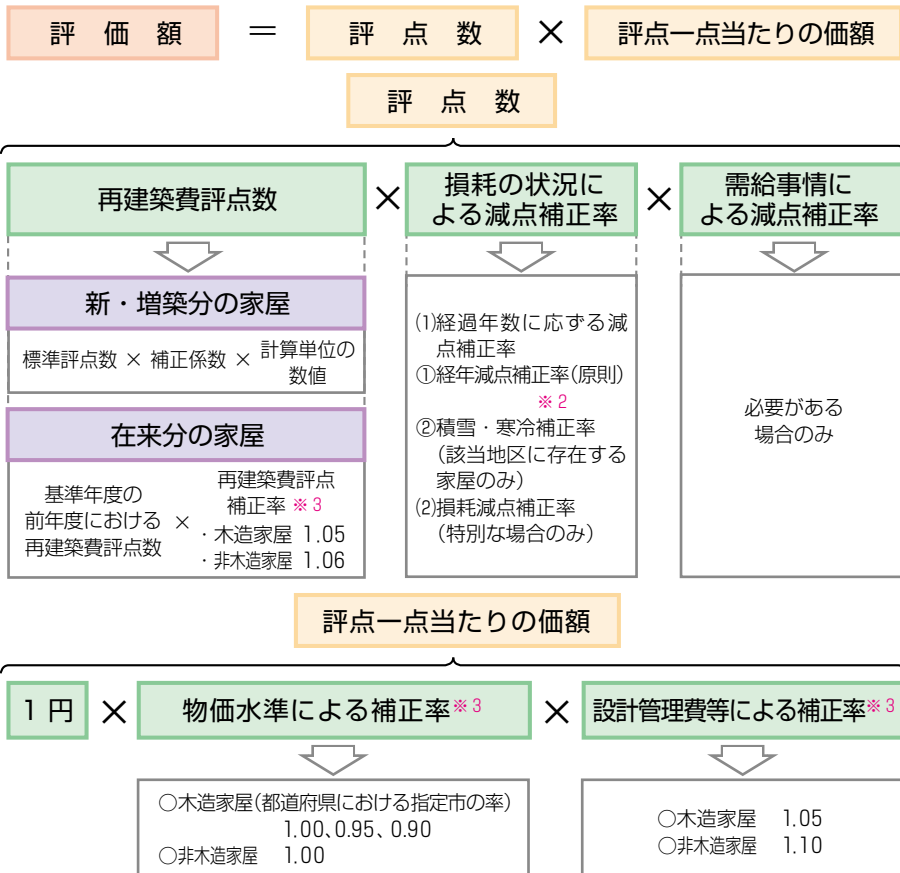 評価額 ＝ 評点数 × 評点一点当たりの価額
評点数
再建築費評点数 × 損耗の状況に
よる減点補正率 × 需給事情に
よる減点補正率
新・増築分の家屋
標準評点数 × 補正係数 × 計算単位の
数値
在来分の家屋
基準年度の
前年度における
再建築費評点数
×
再建築費評点
補正率 ※3
・木造家屋 1.05
・非木造家屋 1.06
(1)経過年数に応ずる減
点補正率
①経年減点補正率(原則)
※2
②積雪・寒冷補正率
(該当地区に存在する
家屋のみ)
(2)損耗減点補正率
(特別な場合のみ)
必要がある
場合のみ
評点一点当たりの価額
1円 × 物価水準による補正率※3 × 設計管理費等による補正率※3
○木造家屋(都道府県における指定市の率)
1.00、0.95、0.90
○非木造家屋 1.00
○木造家屋 1.05
○非木造家屋 1.10